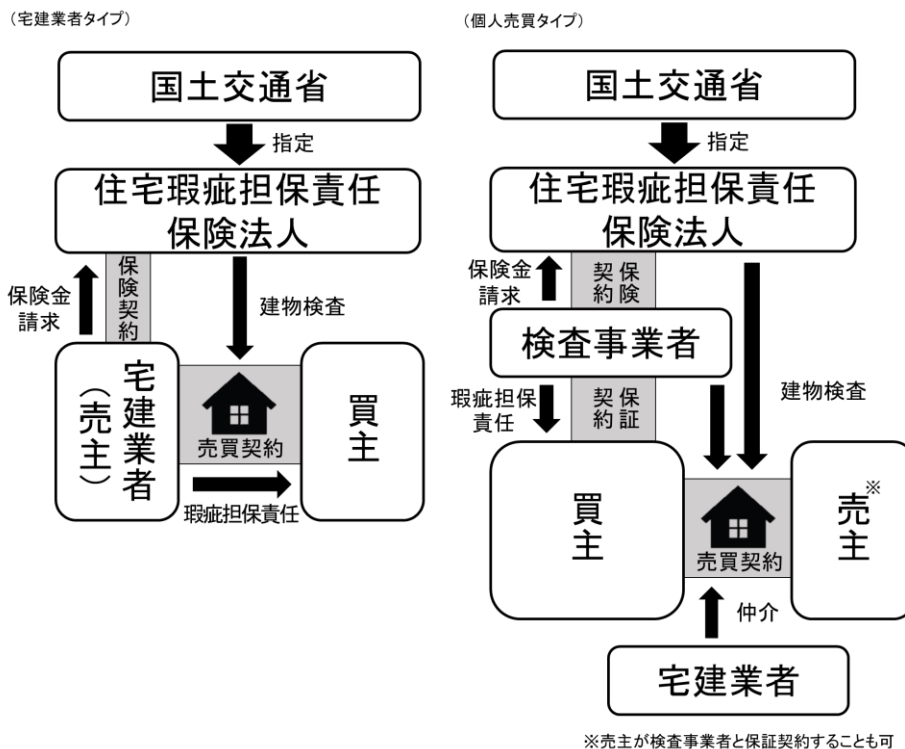 （宅建業者タイプ）
国土交通省
指定
住宅瑕疵担保責任
保険法人
保険金
請求
保険契約
建物検査
宅建業者
（売主）
売買契約
買主
瑕疵担保責任
（個人売買タイプ）
国土交通省
指定
住宅瑕疵担保責任
保険法人
保険金
請求
保険
契約
検査事業者
瑕疵担保
責任
保証
契約
建物検査
買主
売買契約
売主※
仲介
宅建業者
※売主が検査事業者と保証契約することも可